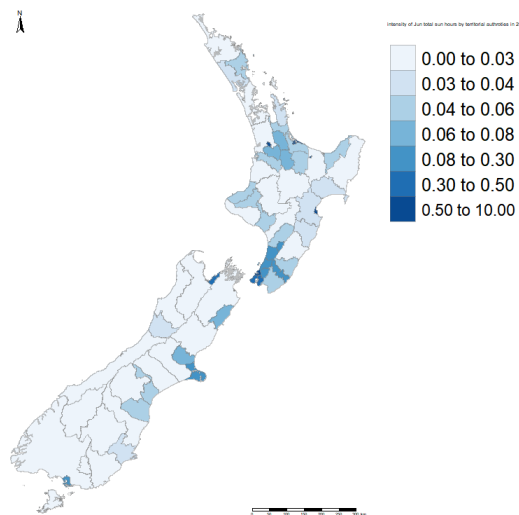 N
Intensity of Jun total sun hours by territorial authroties in 2
0.00 to 0.03
0.03 to 0.04
0.04 to 0.06
0.06 to 0.08
0.08 to 0.30
0.30 to 0.50
0.50 to 10.00